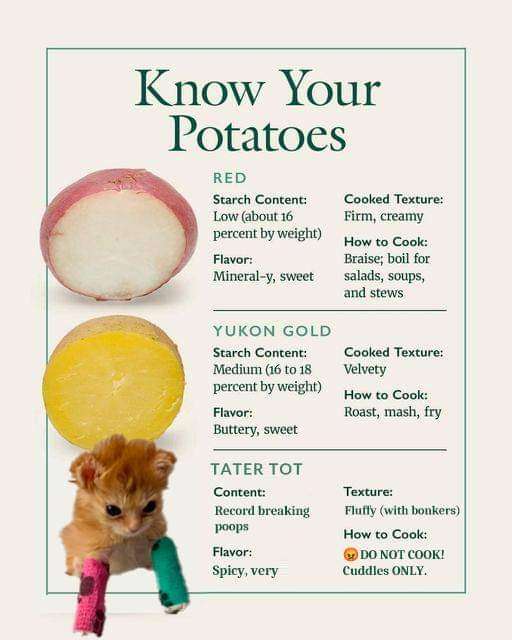 Know Your
Potatoes
RED
Starch Content:
Low (about 16
percent by weight)
Flavor:
Mineral-y, sweet
Cooked Texture:
Firm, creamy
How to Cook:
Braise; boil for
salads, soups,
and stews
YUKON GOLD
Starch Content:
Medium (16 to 18
percent by weight)
Flavor:
Buttery, sweet
Cooked Texture:
Velvety
How to Cook:
Roast, mash, fry
TATER TOT
Content:
Record breaking
poops
Flavor:
Spicy, very
Texture:
Fluffy (with bonkers)
How to Cook:
😡 DO NOT COOK!
Cuddles ONLY.